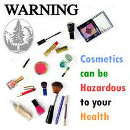 WARNING
Cosmetics
can be
Hazardous
to your
Health